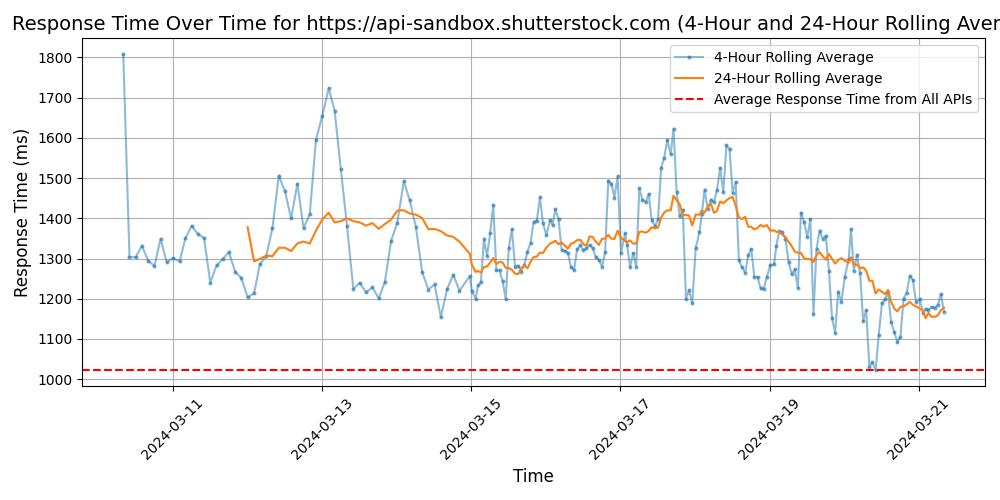 Response Time Over Time for https://api-sandbox.shutterstock.com (4-Hour and 24-Hour Rolling Aver
4-Hour Rolling Average
24-Hour Rolling Average
Average Response Time from All APIs
Response Time (ms)
1800
1700
1600
1500
1400
1300
1200
1100
1000
2024-03-11
2024-03-13
2024-03-15
2024-03-17
2024-03-19
2024-03-21
Time